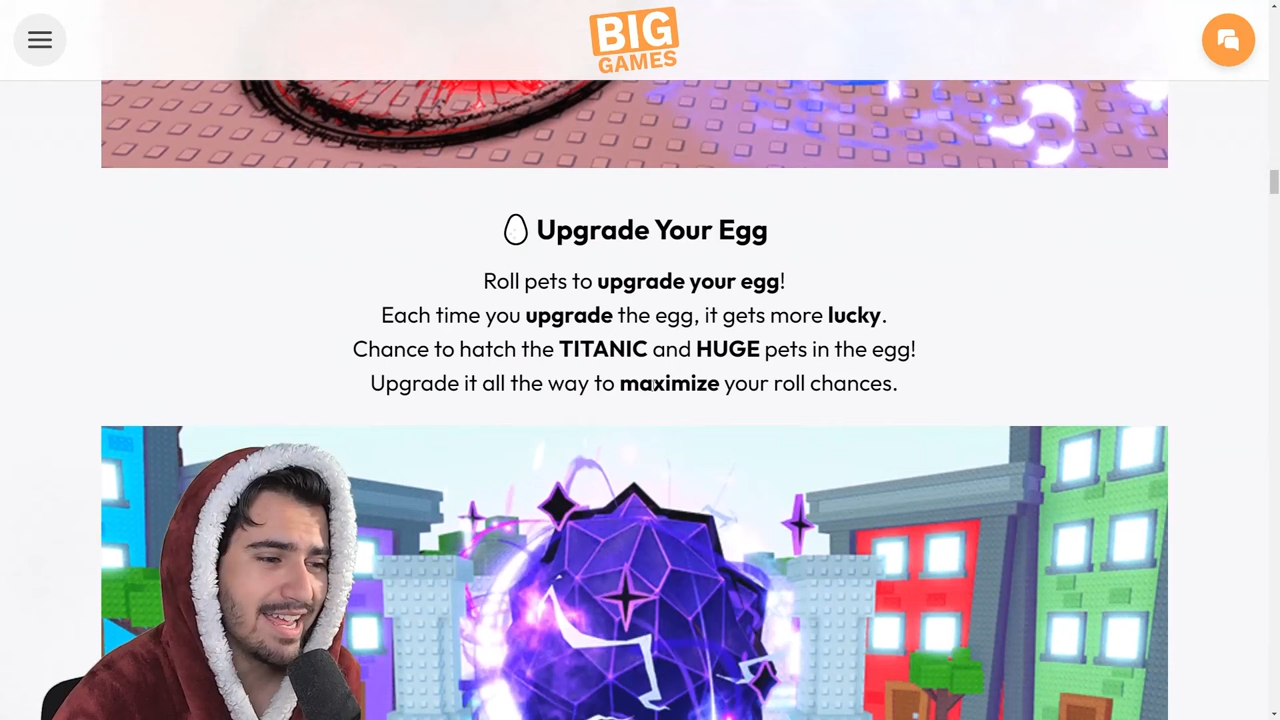 BIG
GAMES
Upgrade Your Egg
Roll pets to upgrade your egg!
Each time you upgrade the egg, it gets more lucky.
Chance to hatch the TITANIC and HUGE pets in the egg!
Upgrade it all the way to maximize your roll chances.